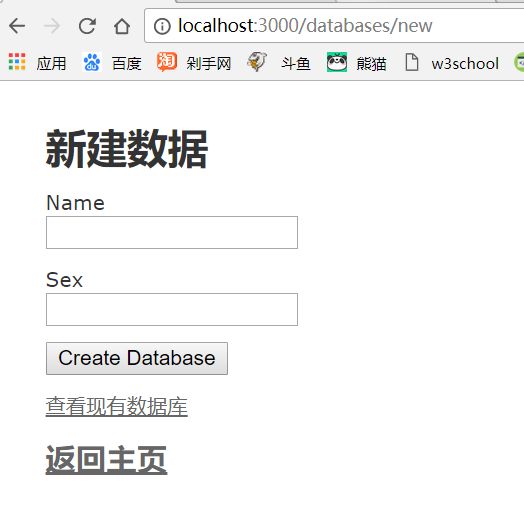 localhost:3000/databases/new
应用 百度 剁手网 斗鱼 熊猫 w3school
新建数据
Name
Sex
Create Database
查看现有数据库
返回主页